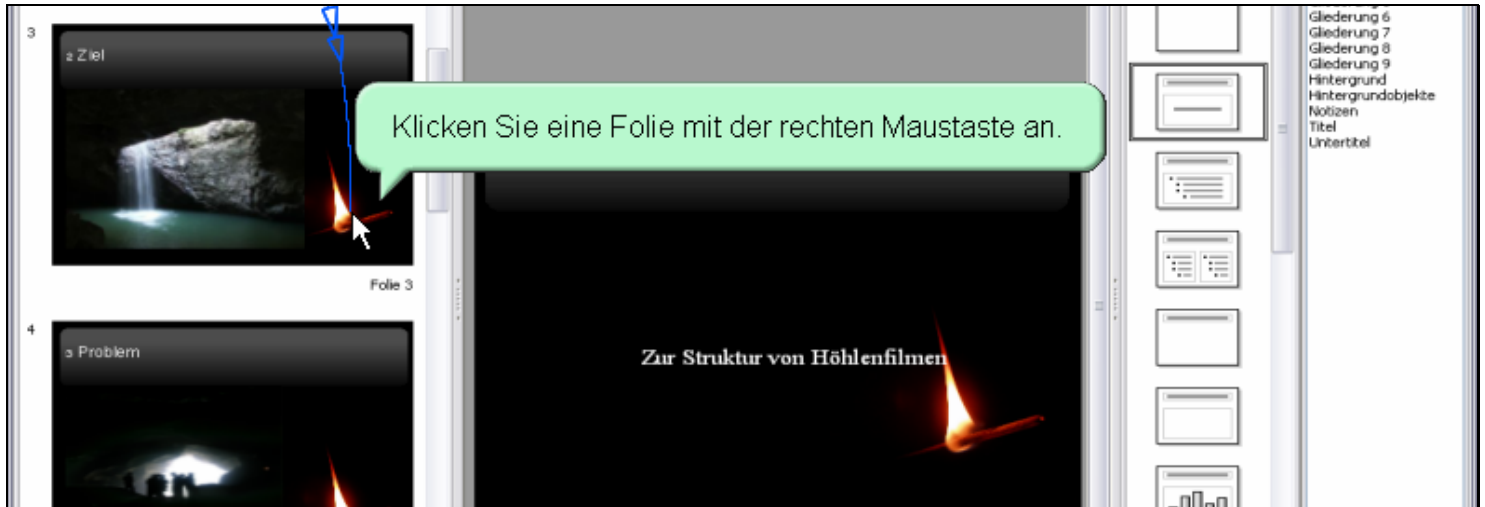 3
2 Ziel
Folie 3
4
3 Problem
Klicken Sie eine Folie mit der rechten Maustaste an.
Zur Struktur von Höhlenfilmen
Gliederung 6
Gliederung 7
Gliederung 8
Gliederung 9
Hintergrund
Hintergrundobjekte
Notizen
Titel
Untertitel